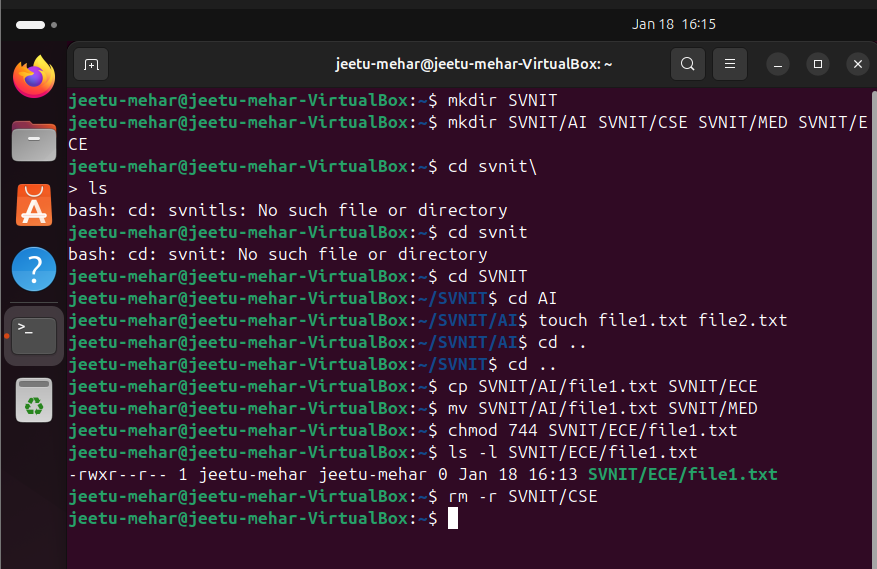 Jan 18 16:15
jeetu-mehar@jeetu-mehar-VirtualBox: ~
jeetu-mehar@jeetu-mehar-VirtualBox:~$ mkdir SVNIT
jeetu-mehar@jeetu-mehar-VirtualBox:~$ mkdir SVNIT/AI SVNIT/CSE SVNIT/MED SVNIT/E
CE
jeetu-mehar@jeetu-mehar-VirtualBox:~$ cd svnit\
> ls
bash: cd: svnitls: No such file or directory
jeetu-mehar@jeetu-mehar-VirtualBox:~$ cd svnit
bash: cd: svnit: No such file or directory
jeetu-mehar@jeetu-mehar-VirtualBox:~$ cd SVNIT
jeetu-mehar@jeetu-mehar-VirtualBox:~/SVNIT$ cd AI
jeetu-mehar@jeetu-mehar-VirtualBox:~/SVNIT/AI$ touch file1.txt file2.txt
jeetu-mehar@jeetu-mehar-VirtualBox:~/SVNIT/AI$ cd ..
jeetu-mehar@jeetu-mehar-VirtualBox:~/SVNIT$ cd ..
jeetu-mehar@jeetu-mehar-VirtualBox:~$ cp SVNIT/AI/file1.txt SVNIT/ECE
jeetu-mehar@jeetu-mehar-VirtualBox:~$ mv SVNIT/AI/file1.txt SVNIT/MED
jeetu-mehar@jeetu-mehar-VirtualBox:~$ chmod 744 SVNIT/ECE/file1.txt
jeetu-mehar@jeetu-mehar-VirtualBox:~$ ls -l SVNIT/ECE/file1.txt
-rwxr--r-- 1 jeetu-mehar jeetu-mehar 0 Jan 18 16:13 SVNIT/ECE/file1.txt
jeetu-mehar@jeetu-mehar-VirtualBox:~$ rm -r SVNIT/CSE
jeetu-mehar@jeetu-mehar-VirtualBox:~$